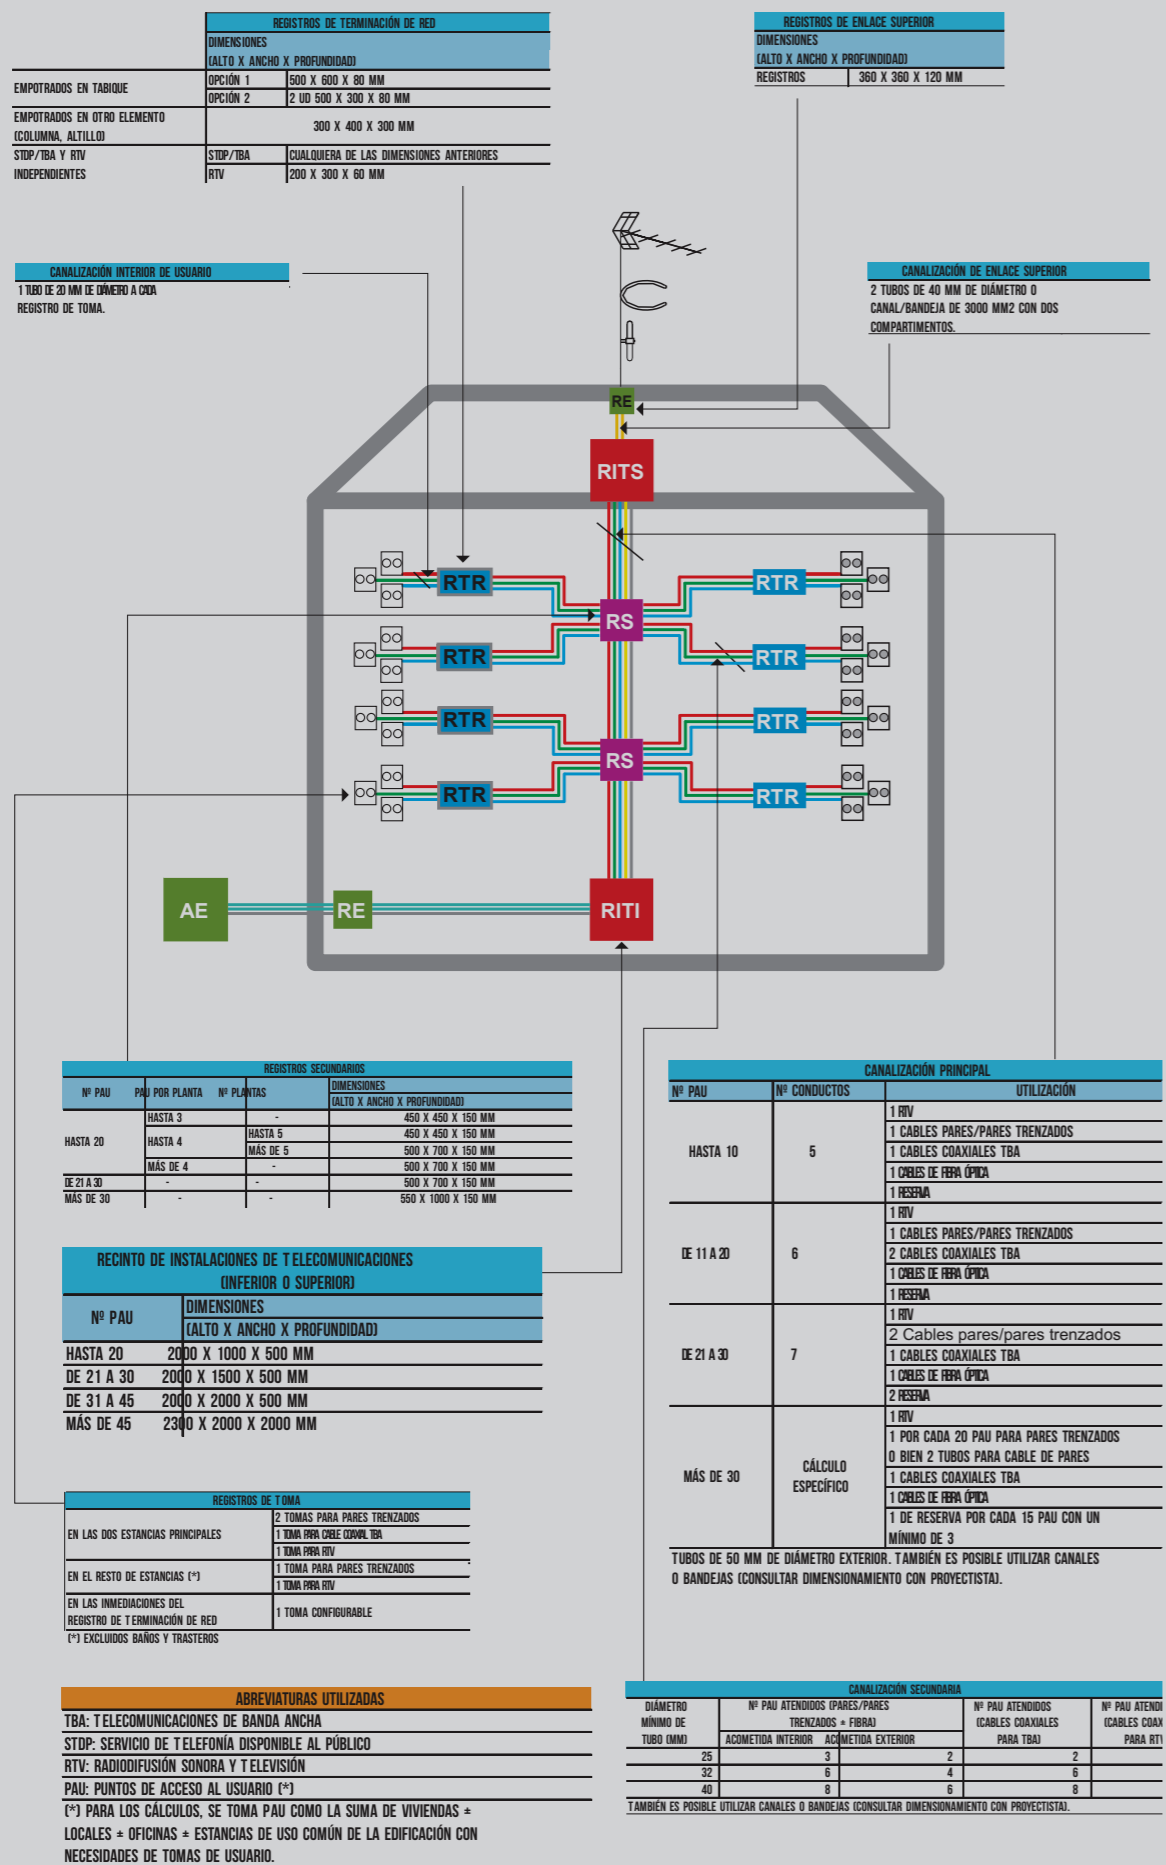 REGISTROS DE TERMINACIÓN DE RED
DIMENSIONES
(ALTO X ANCHO X PROFUNDIDAD)
EMPOTRADOS EN TABIQUE
OPCIÓN 1 500 X 600 X 80 MM
OPCIÓN 2 2 UD 500 X 300 X 80 MM
EMPOTRADOS EN OTRO ELEMENTO
(COLUMNA, ALTILLO)
300 X 400 X 300 MM
STDP/TBA Y RTV
INDEPENDIENTES
STDP/TBA CUALQUIERA DE LAS DIMENSIONES ANTERIORES
RTV 200 X 300 X 60 MM
REGISTROS DE ENLACE SUPERIOR
DIMENSIONES
(ALTO X ANCHO X PROFUNDIDAD)
REGISTROS 360 X 360 X 120 MM
CANALIZACIÓN INTERIOR DE USUARIO
1 TUBO DE 20 MM DE DIÁMETRO A CADA
REGISTRO DE TOMA.
CANALIZACIÓN DE ENLACE SUPERIOR
2 TUBOS DE 40 MM DE DIÁMETRO O
CANAL/BANDEJA DE 3000 MM2 CON DOS
COMPARTIMENTOS.
RE
RITS
RTR
RTR
RS
RTR
RTR
RTR
RTR
RS
RTR
RTR
AE
RE
RITI
REGISTROS SECUNDARIOS
Nº PAU PAU POR PLANTA Nº PLANTAS
DIMENSIONES
(ALTO X ANCHO X PROFUNDIDAD)
HASTA 20
HASTA 3 - 450 X 450 X 150 MM
HASTA 4
HASTA 5 450 X 450 X 150 MM
MÁS DE 5 500 X 700 X 150 MM
MÁS DE 4 - 500 X 700 X 150 MM
DE 21 A 30 - - 500 X 700 X 150 MM
MÁS DE 30 - - 550 X 1000 X 150 MM
RECINTO DE INSTALACIONES DE TELECOMUNICACIONES
(INFERIOR O SUPERIOR)
Nº PAU
DIMENSIONES
(ALTO X ANCHO X PROFUNDIDAD)
HASTA 20 2000 X 1000 X 500 MM
DE 21 A 30 2000 X 1500 X 500 MM
DE 31 A 45 2000 X 2000 X 500 MM
MÁS DE 45 2300 X 2000 X 2000 MM
REGISTROS DE TOMA
EN LAS DOS ESTANCIAS PRINCIPALES
2 TOMAS PARA PARES TRENZADOS
1 TOMA PARA CABLE COAXIAL TBA
1 TOMA PARA RTV
EN EL RESTO DE ESTANCIAS (*)
1 TOMA PARA PARES TRENZADOS
1 TOMA PARA RTV
EN LAS INMEDIACIONES DEL
REGISTRO DE TERMINACIÓN DE RED
1 TOMA CONFIGURABLE
(*) EXCLUIDOS BAÑOS Y TRASTEROS
CANALIZACIÓN PRINCIPAL
Nº PAU Nº CONDUCTOS UTILIZACIÓN
HASTA 10 5
1 RTV
1 CABLES PARES/PARES TRENZADOS
1 CABLES COAXIALES TBA
1 CABLES DE FIBRA ÓPTICA
1 RESERVA
DE 11 A 20 6
1 RTV
1 CABLES PARES/PARES TRENZADOS
2 CABLES COAXIALES TBA
1 CABLES DE FIBRA ÓPTICA
1 RESERVA
DE 21 A 30 7
1 RTV
2 Cables pares/pares trenzados
1 CABLES COAXIALES TBA
1 CABLES DE FIBRA ÓPTICA
2 RESERVA
MÁS DE 30
CÁLCULO
ESPECÍFICO
1 RTV
1 POR CADA 20 PAU PARA PARES TRENZADOS
O BIEN 2 TUBOS PARA CABLE DE PARES
1 CABLES COAXIALES TBA
1 CABLES DE FIBRA ÓPTICA
1 DE RESERVA POR CADA 15 PAU CON UN
MÍNIMO DE 3
TUBOS DE 50 MM DE DIÁMETRO EXTERIOR. TAMBIÉN ES POSIBLE UTILIZAR CANALES
O BANDEJAS (CONSULTAR DIMENSIONAMIENTO CON PROYECTISTA).
ABREVIATURAS UTILIZADAS
TBA: TELECOMUNICACIONES DE BANDA ANCHA
STDP: SERVICIO DE TELEFONÍA DISPONIBLE AL PÚBLICO
RTV: RADIODIFUSIÓN SONORA Y TELEVISIÓN
PAU: PUNTOS DE ACCESO AL USUARIO (*)
(*) PARA LOS CÁLCULOS, SE TOMA PAU COMO LA SUMA DE VIVIENDAS ±
LOCALES ± OFICINAS ± ESTANCIAS DE USO COMÚN DE LA EDIFICACIÓN CON
NECESIDADES DE TOMAS DE USUARIO.
CANALIZACIÓN SECUNDARIA
DIÁMETRO
MÍNIMO DE
TUBO (MM)
Nº PAU ATENDIDOS (PARES/PARES
TRENZADOS ± FIBRA)
ACOMETIDA INTERIOR ACOMETIDA EXTERIOR
Nº PAU ATENDIDOS
(CABLES COAXIALES
PARA TBA)
Nº PAU ATENDI
(CABLES COAX
PARA RTV
25 3 2 2
32 6 4 6
40 8 6 8
TAMBIÉN ES POSIBLE UTILIZAR CANALES O BANDEJAS (CONSULTAR DIMENSIONAMIENTO CON PROYECTISTA).